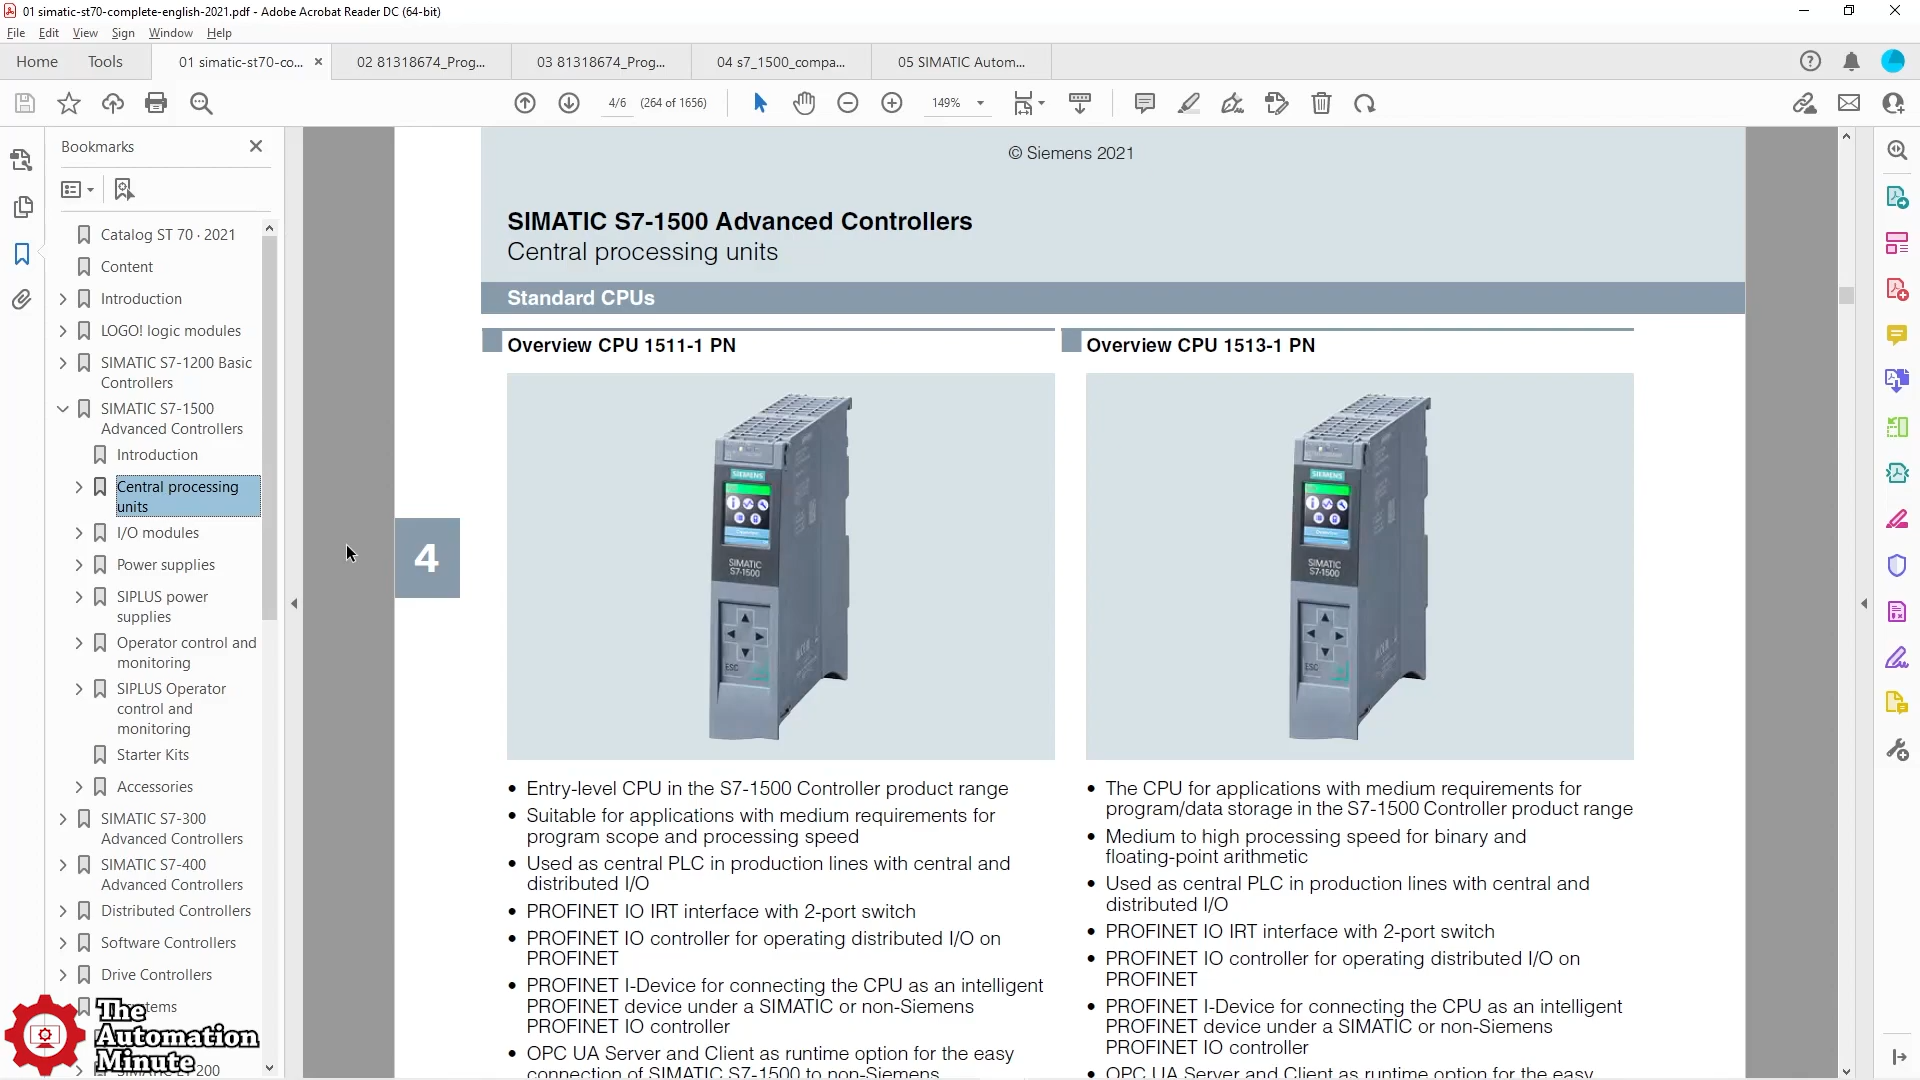 01 simatic-st70-complete-english-2021.pdf - Adobe Acrobat Reader DC (64-bit)
File Edit View Sign Window Help
Home Tools 01 simatic-st70-co... 02 81318674_Prog... 03 81318674_Prog... 04 s7_1500_compa... 05 SIMATIC Autom...
4/6 (264 of 1656) 149%
Bookmarks
Catalog ST 70 · 2021
Content
Introduction
LOGO! logic modules
SIMATIC S7-1200 Basic
Controllers
SIMATIC S7-1500
Advanced Controllers
Introduction
Central processing
units
I/O modules
Power supplies
SIPLUS power
supplies
Operator control and
monitoring
SIPLUS Operator
control and
monitoring
Starter Kits
Accessories
SIMATIC S7-300
Advanced Controllers
SIMATIC S7-400
Advanced Controllers
Distributed Controllers
Software Controllers
Drive Controllers
The
Automation
Minute
© Siemens 2021
SIMATIC S7-1500 Advanced Controllers
Central processing units
Standard CPUs
4
Overview CPU 1511-1 PN
SIEMENS
SIMATIC
S7-1500
ESC
• Entry-level CPU in the S7-1500 Controller product range
• Suitable for applications with medium requirements for
program scope and processing speed
• Used as central PLC in production lines with central and
distributed I/O
• PROFINET IO IRT interface with 2-port switch
• PROFINET IO controller for operating distributed I/O on
PROFINET
• PROFINET I-Device for connecting the CPU as an intelligent
PROFINET device under a SIMATIC or non-Siemens
PROFINET IO controller
• OPC UA Server and Client as runtime option for the easy
connection of SIMATIC S7-1500 to non-Siemens
Overview CPU 1513-1 PN
SIEMENS
SIMATIC
S7-1500
ESC
• The CPU for applications with medium requirements for
program/data storage in the S7-1500 Controller product range
• Medium to high processing speed for binary and
floating-point arithmetic
• Used as central PLC in production lines with central and
distributed I/O
• PROFINET IO IRT interface with 2-port switch
• PROFINET IO controller for operating distributed I/O on
PROFINET
• PROFINET I-Device for connecting the CPU as an intelligent
PROFINET device under a SIMATIC or non-Siemens
PROFINET IO controller
• OPC UA Server and Client as runtime option for the easy